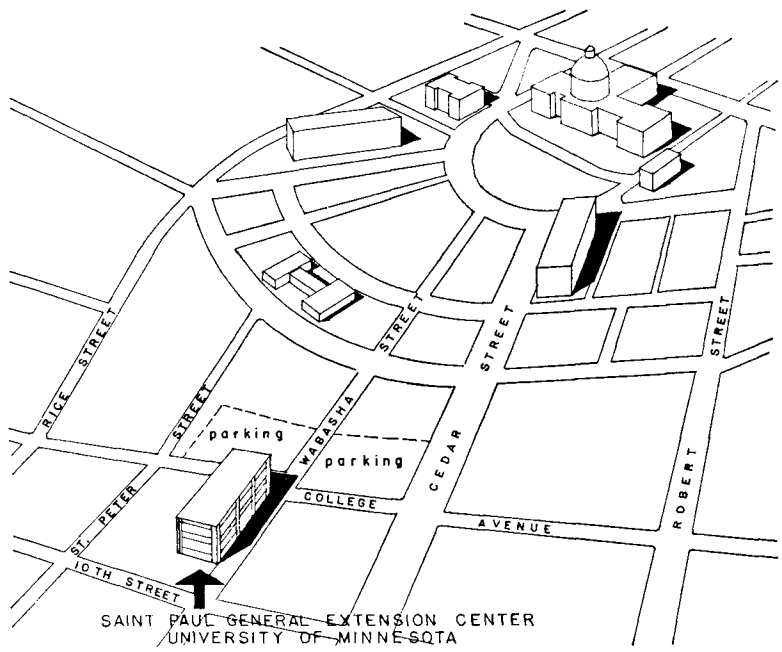 RICE STREET
STREET
STREET
STREET
parking
parking
WABASHA
CEDAR
ROBERT
ST. PETER
COLLEGE
AVENUE
10TH STREET
SAINT PAUL GENERAL EXTENSION CENTER
UNIVERSITY OF MINNESOTA
STREET